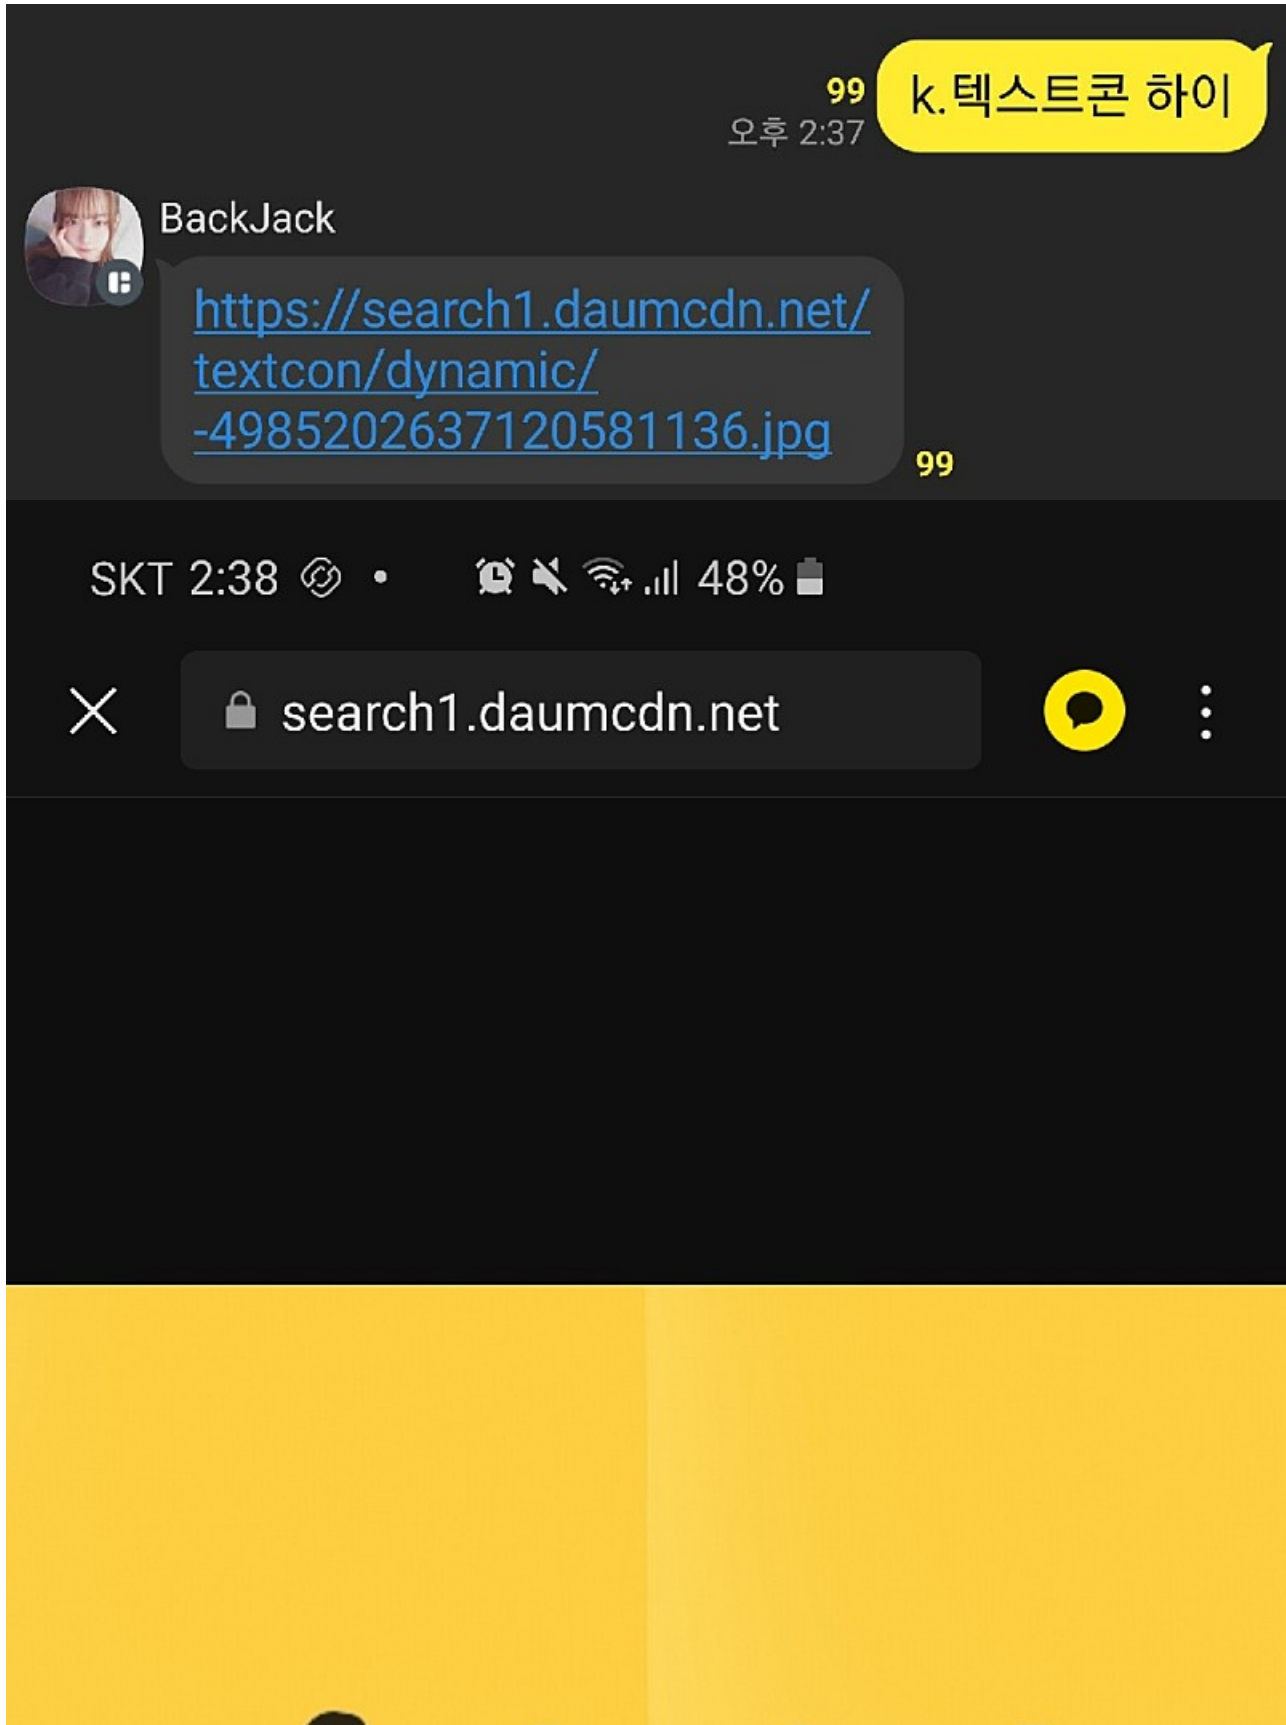 k.텍스트콘 하이
99
오후 2:37
BackJack
https://search1.daumcdn.net/
textcon/dynamic/
-4985202637120581136.jpg
99
SKT 2:38 48%
search1.daumcdn.net